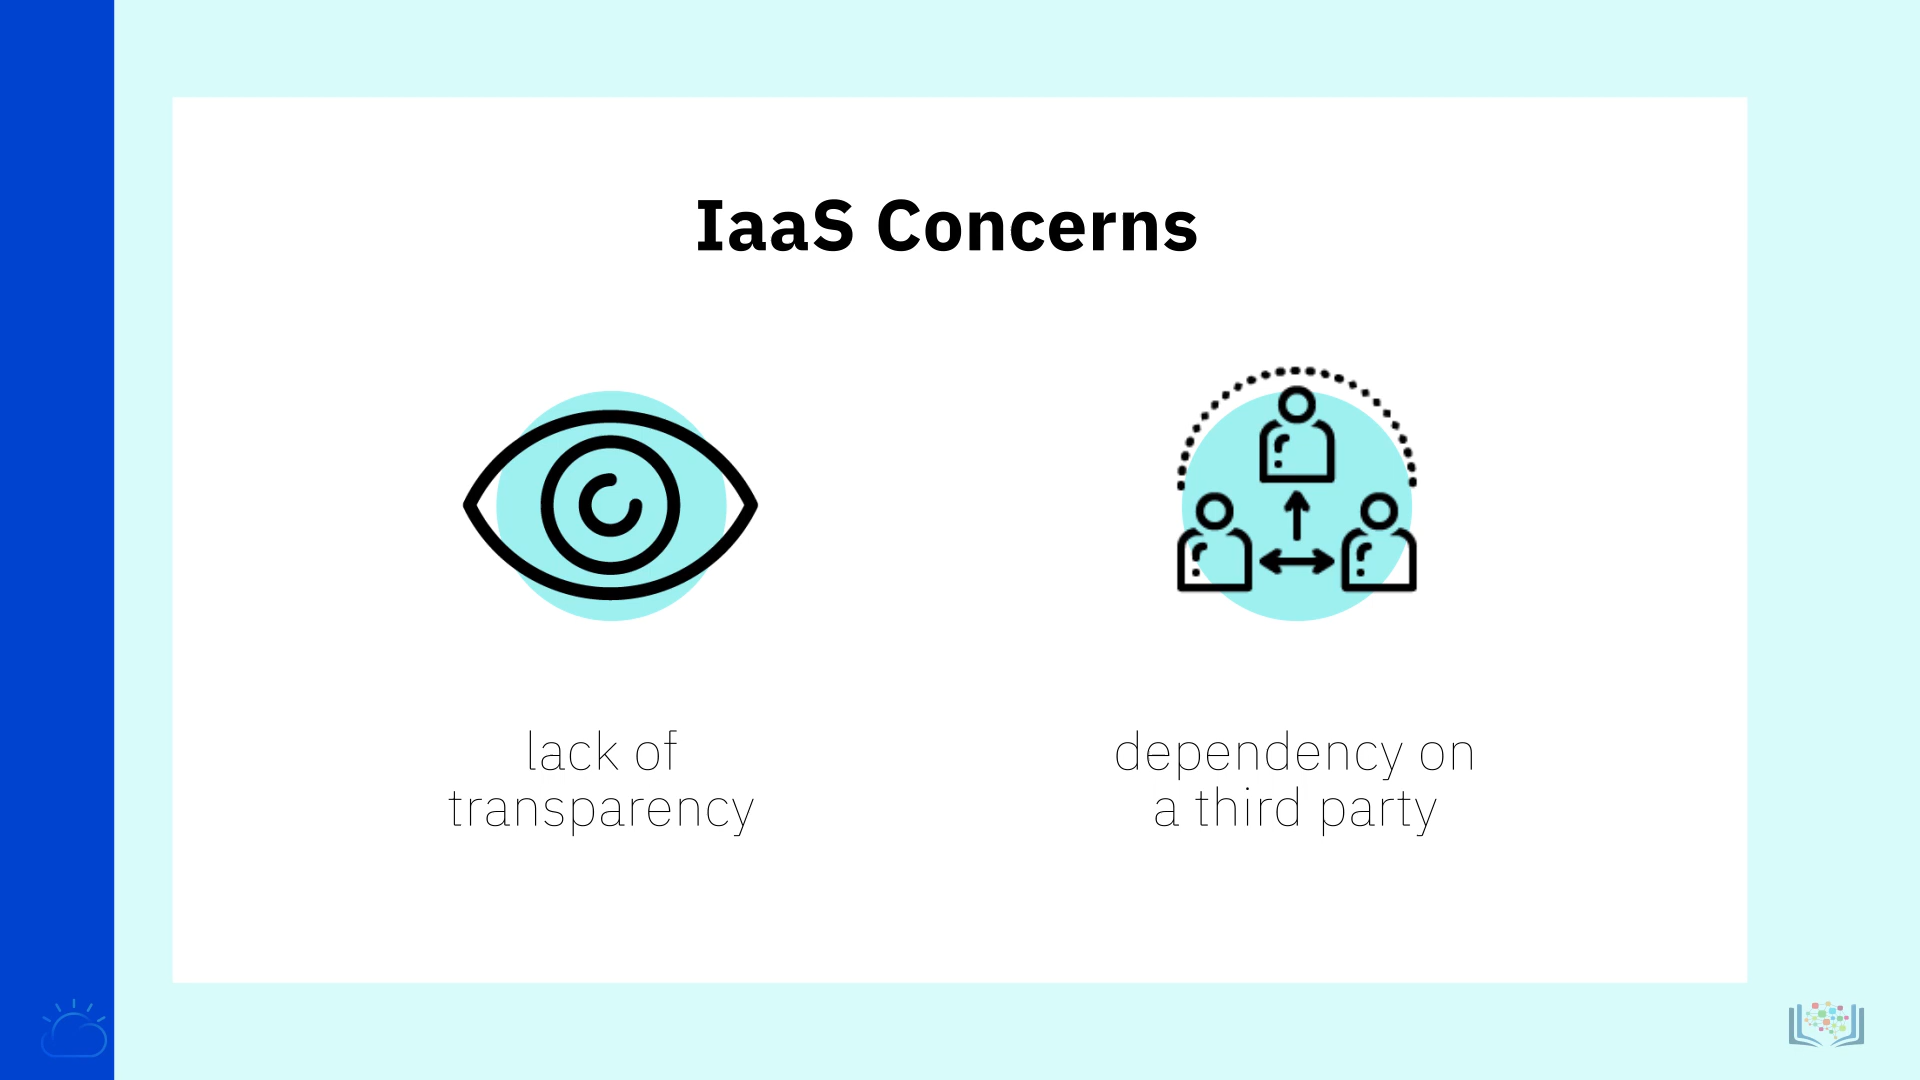 IaaS Concerns
lack of
transparency
dependency on
a third party